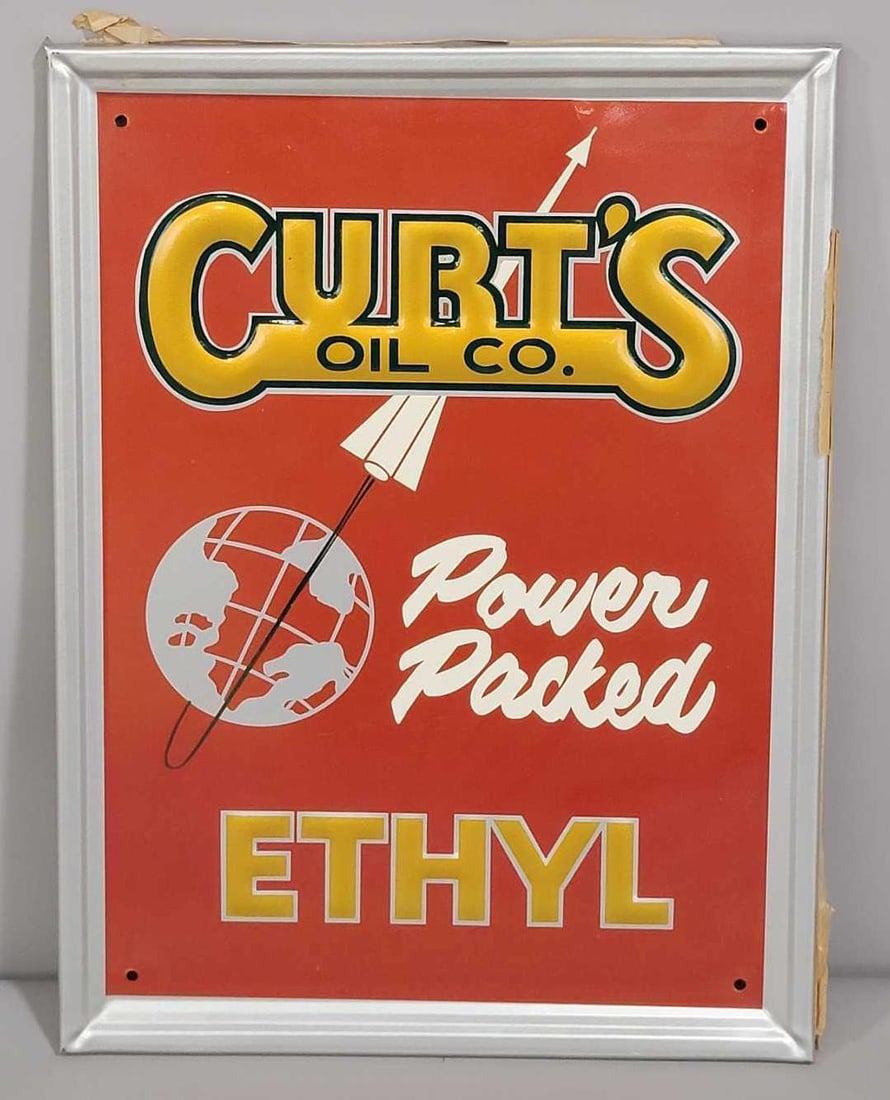 CURT'S
OIL CO.
Power
Packed
ETHYL